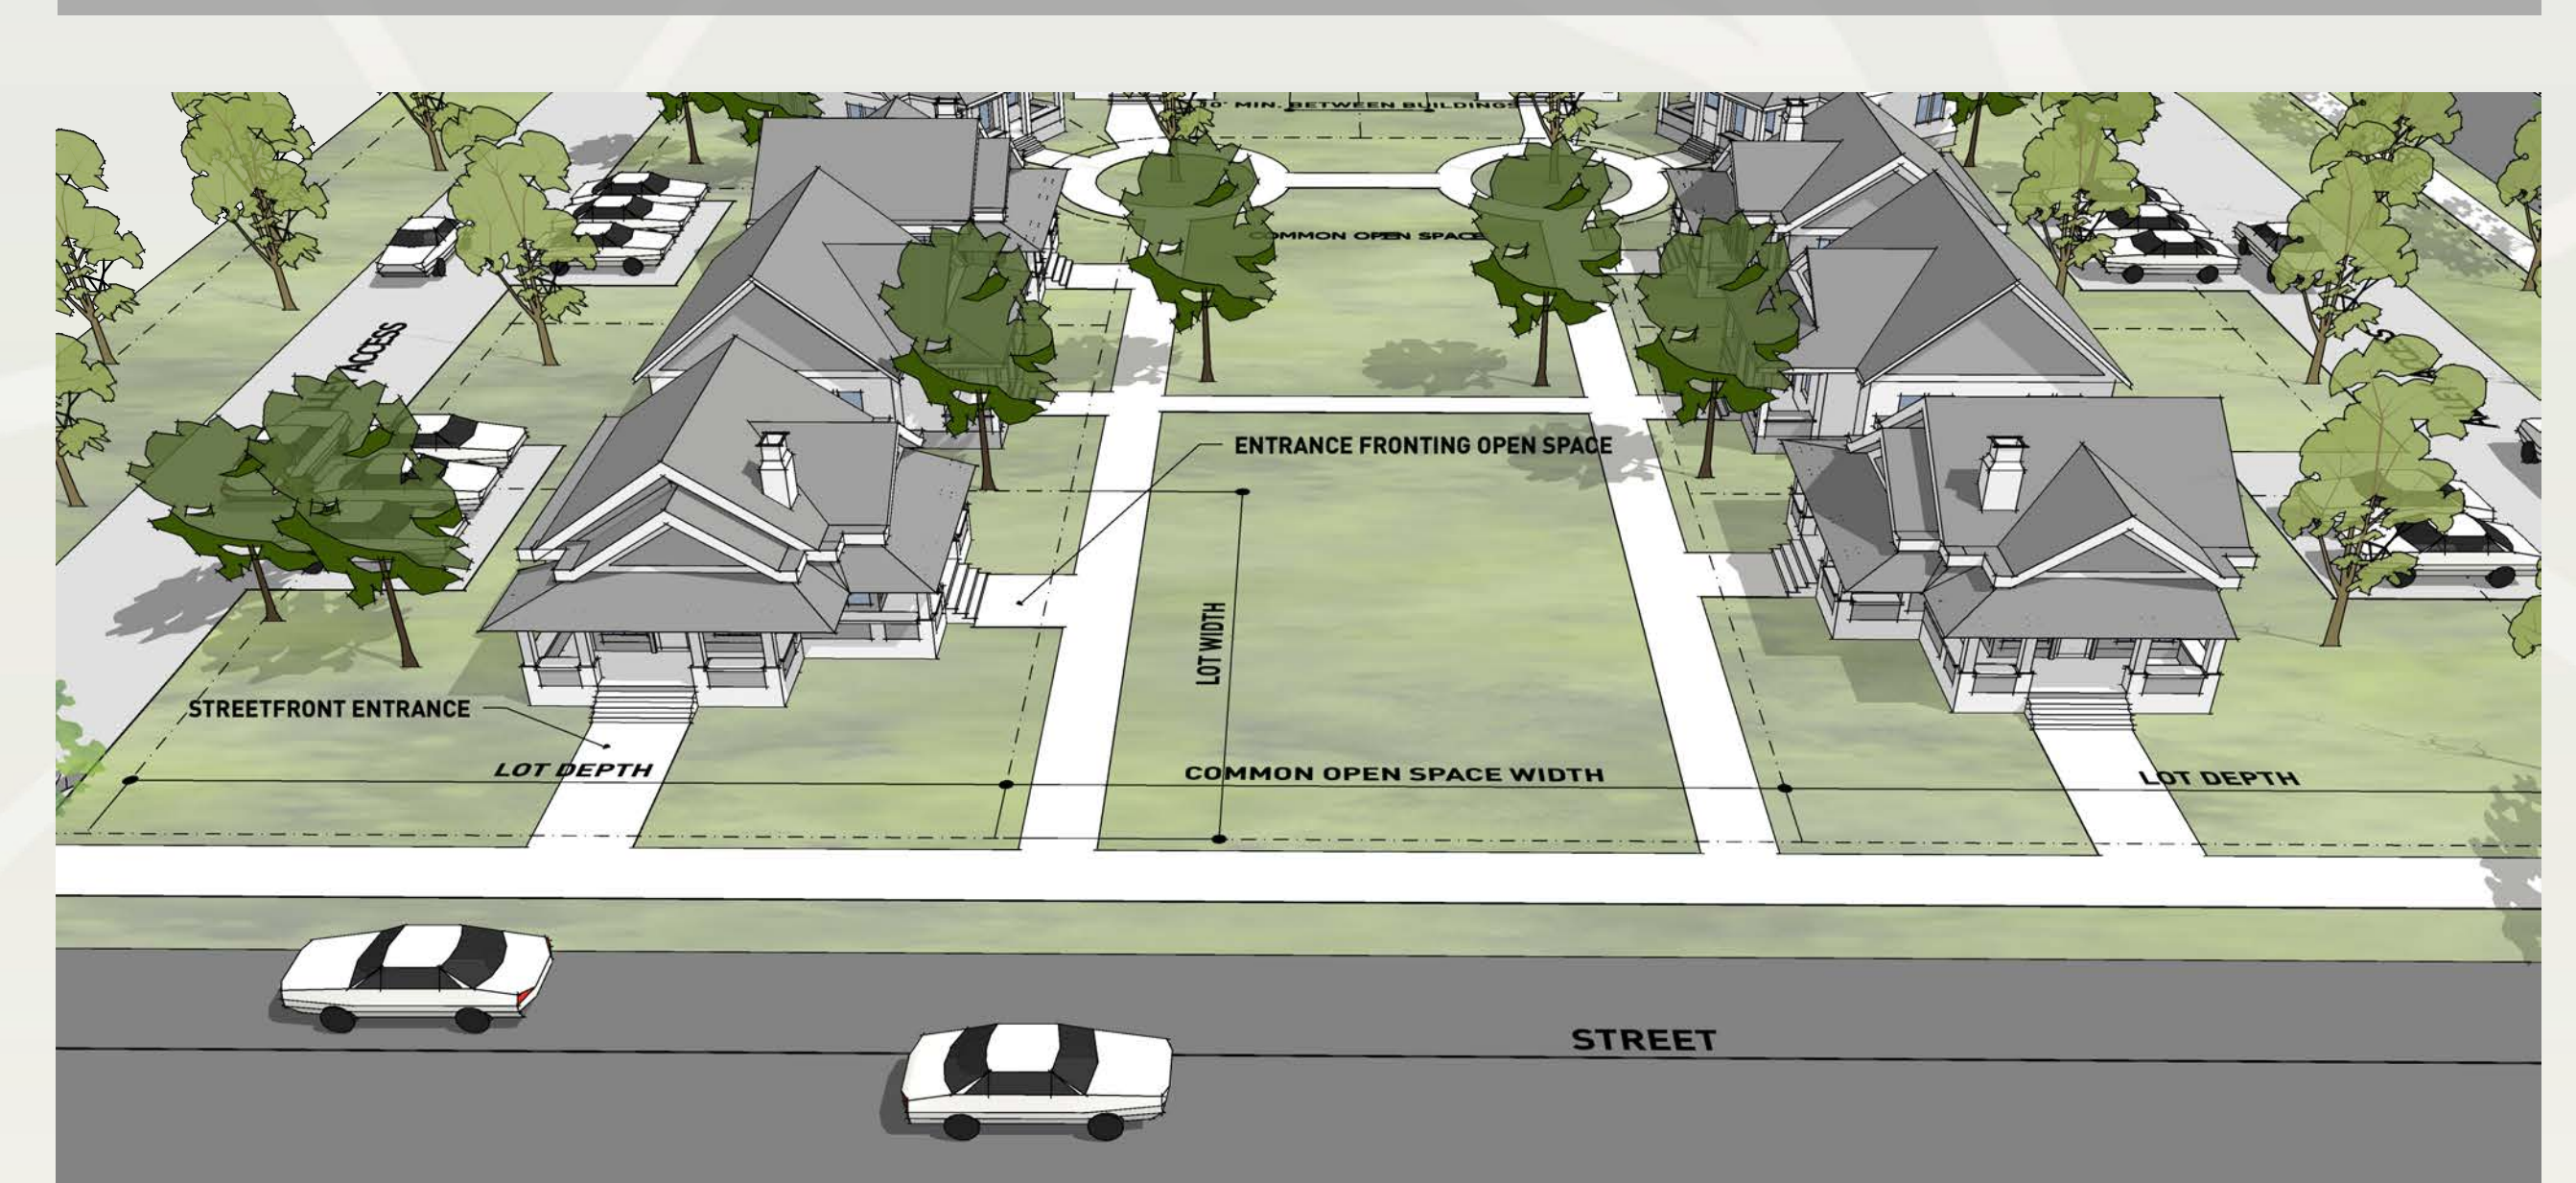 MIN. BETWEEN BUILDINGS
COMMON OPEN SPACE
ACCESS
ENTRANCE FRONTING OPEN SPACE
LOT WIDTH
STREETFRONT ENTRANCE
LOT DEPTH
COMMON OPEN SPACE WIDTH
LOT DEPTH
STREET